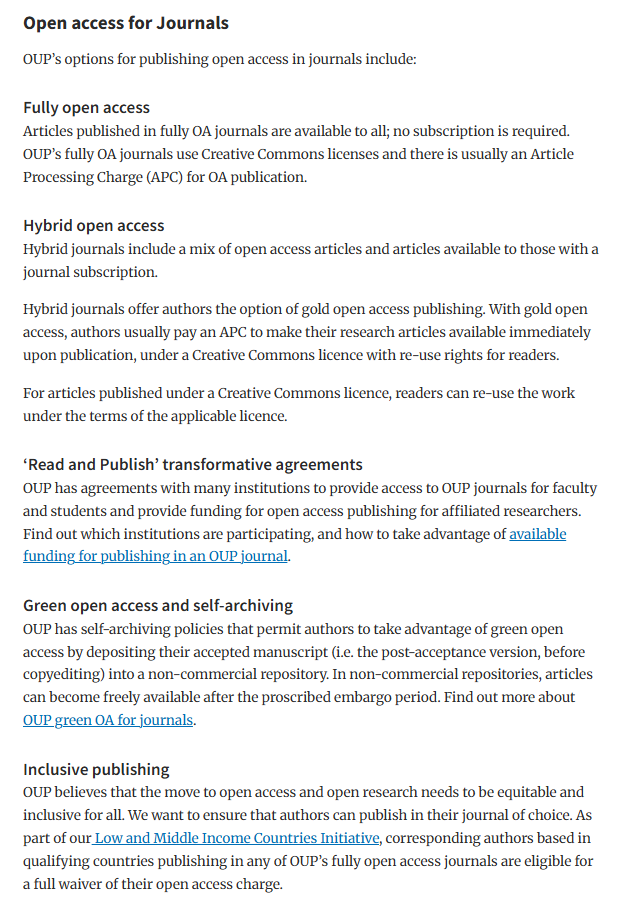 Open access for Journals
OUP’s options for publishing open access in journals include:
Fully open access
Articles published in fully OA journals are available to all; no subscription is required.
OUP’s fully OA journals use Creative Commons licenses and there is usually an Article
Processing Charge (APC) for OA publication.
Hybrid open access
Hybrid journals include a mix of open access articles and articles available to those with a
journal subscription.
Hybrid journals offer authors the option of gold open access publishing. With gold open
access, authors usually pay an APC to make their research articles available immediately
upon publication, under a Creative Commons licence with re-use rights for readers.
For articles published under a Creative Commons licence, readers can re-use the work
under the terms of the applicable licence.
‘Read and Publish’ transformative agreements
OUP has agreements with many institutions to provide access to OUP journals for faculty
and students and provide funding for open access publishing for affiliated researchers.
Find out which institutions are participating, and how to take advantage of available
funding for publishing in an OUP journal.
Green open access and self-archiving
OUP has self-archiving policies that permit authors to take advantage of green open
access by depositing their accepted manuscript (i.e. the post-acceptance version, before
copyediting) into a non-commercial repository. In non-commercial repositories, articles
can become freely available after the proscribed embargo period. Find out more about
OUP green OA for journals.
Inclusive publishing
OUP believes that the move to open access and open research needs to be equitable and
inclusive for all. We want to ensure that authors can publish in their journal of choice. As
part of our Low and Middle Income Countries Initiative, corresponding authors based in
qualifying countries publishing in any of OUP’s fully open access journals are eligible for
a full waiver of their open access charge.